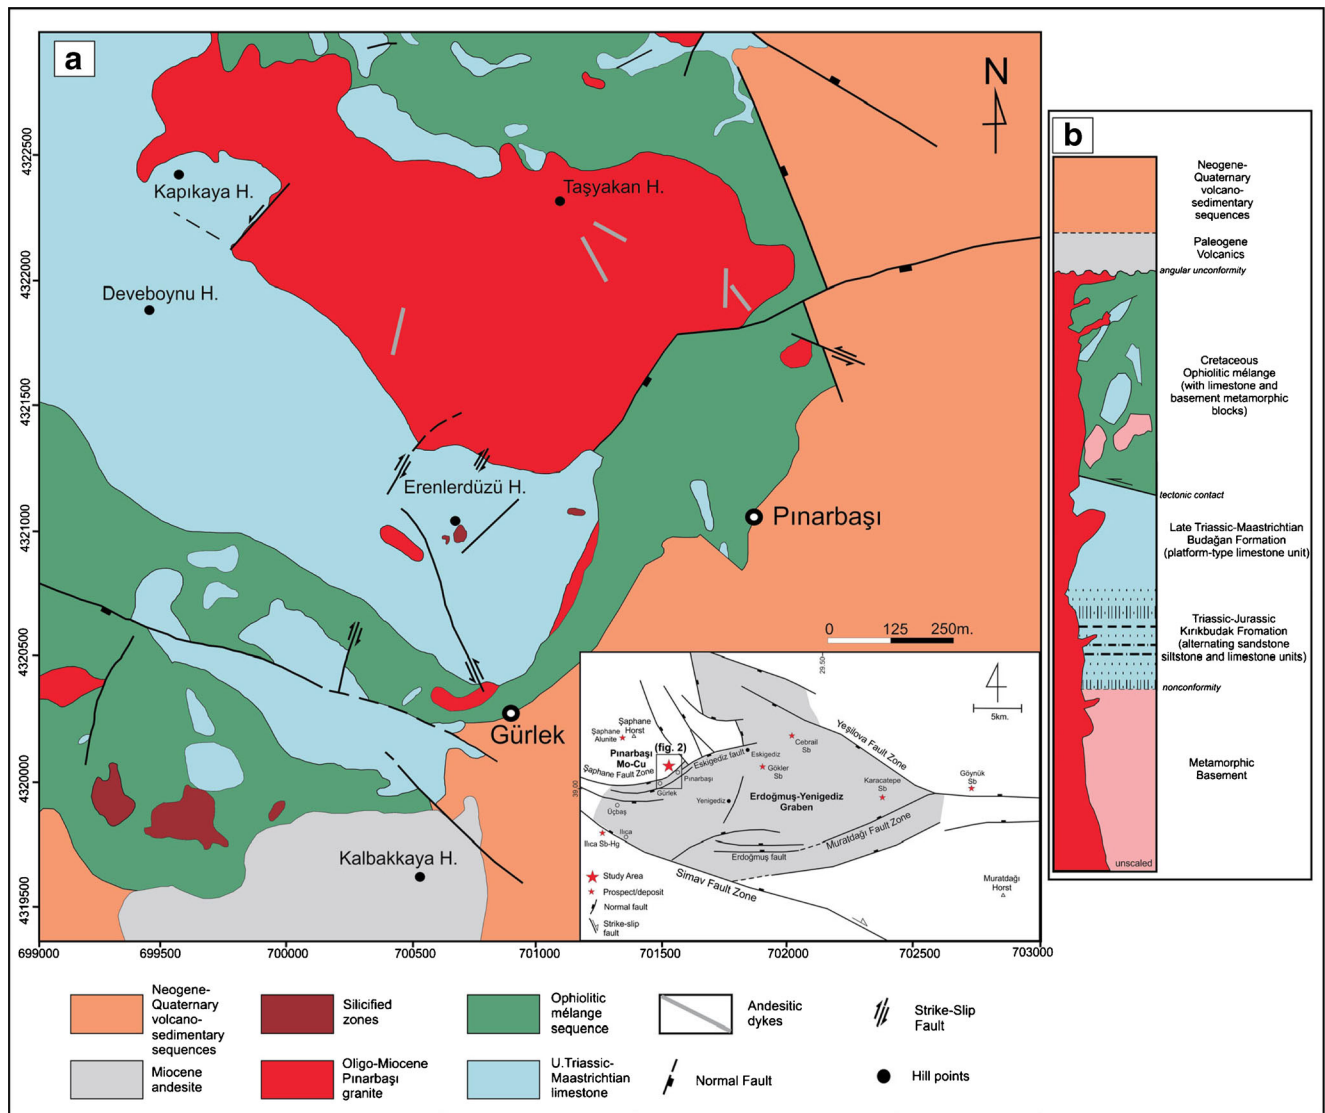 a
N
4322500
4322000
4321500
4321000
4320500
4320000
4319500
Kapıkaya H.
Taşyakan H.
Deveboynu H.
Erenlerdüzü H.
Pınarbaşı
Gürlek
Kalbakkaya H.
0 125 250m.
699000 699500 700000 700500 701000 701500 702000 702500 703000
29.50
39.00
5km.
Şaphane
Horst
Şaphane
Alunite
Pınarbaşı
Mo-Cu
(fig. 2)
Şaphane Fault Zone
Eskigediz fault
Eskigediz
Pınarbaşı
Gürlek
Cebrail
Sb
Gökler
Sb
Yeşilova Fault Zone
Karacatepe
Sb
Göynük
Sb
Yenigediz
Erdoğmuş-Yenigediz
Graben
Üçbaş
Ilıca
Ilıca Sb-Hg
Muratdağı Fault Zone
Erdoğmuş fault
Simav Fault Zone
Muratdağı
Horst
Study Area
Prospect/deposit
Normal fault
Strike-slip
fault
b
Neogene-
Quaternary
volcano-
sedimentary
sequences
Paleogene
Volcanics
angular unconformity
Cretaceous
Ophiolitic mélange
(with limestone and
basement metamorphic
blocks)
tectonic contact
Late Triassic-Maastrichtian
Budağan Formation
(platform-type limestone unit)
Triassic-Jurassic
Kırıkbudak Fromation
(alternating sandstone
siltstone and limestone units)
nonconformity
Metamorphic
Basement
unscaled
Neogene-
Quaternary
volcano-
sedimentary
sequences
Silicified
zones
Ophiolitic
mélange
sequence
Andesitic
dykes
Strike-Slip
Fault
Miocene
andesite
Oligo-Miocene
Pınarbaşı
granite
U.Triassic-
Maastrichtian
limestone
Normal Fault
Hill points